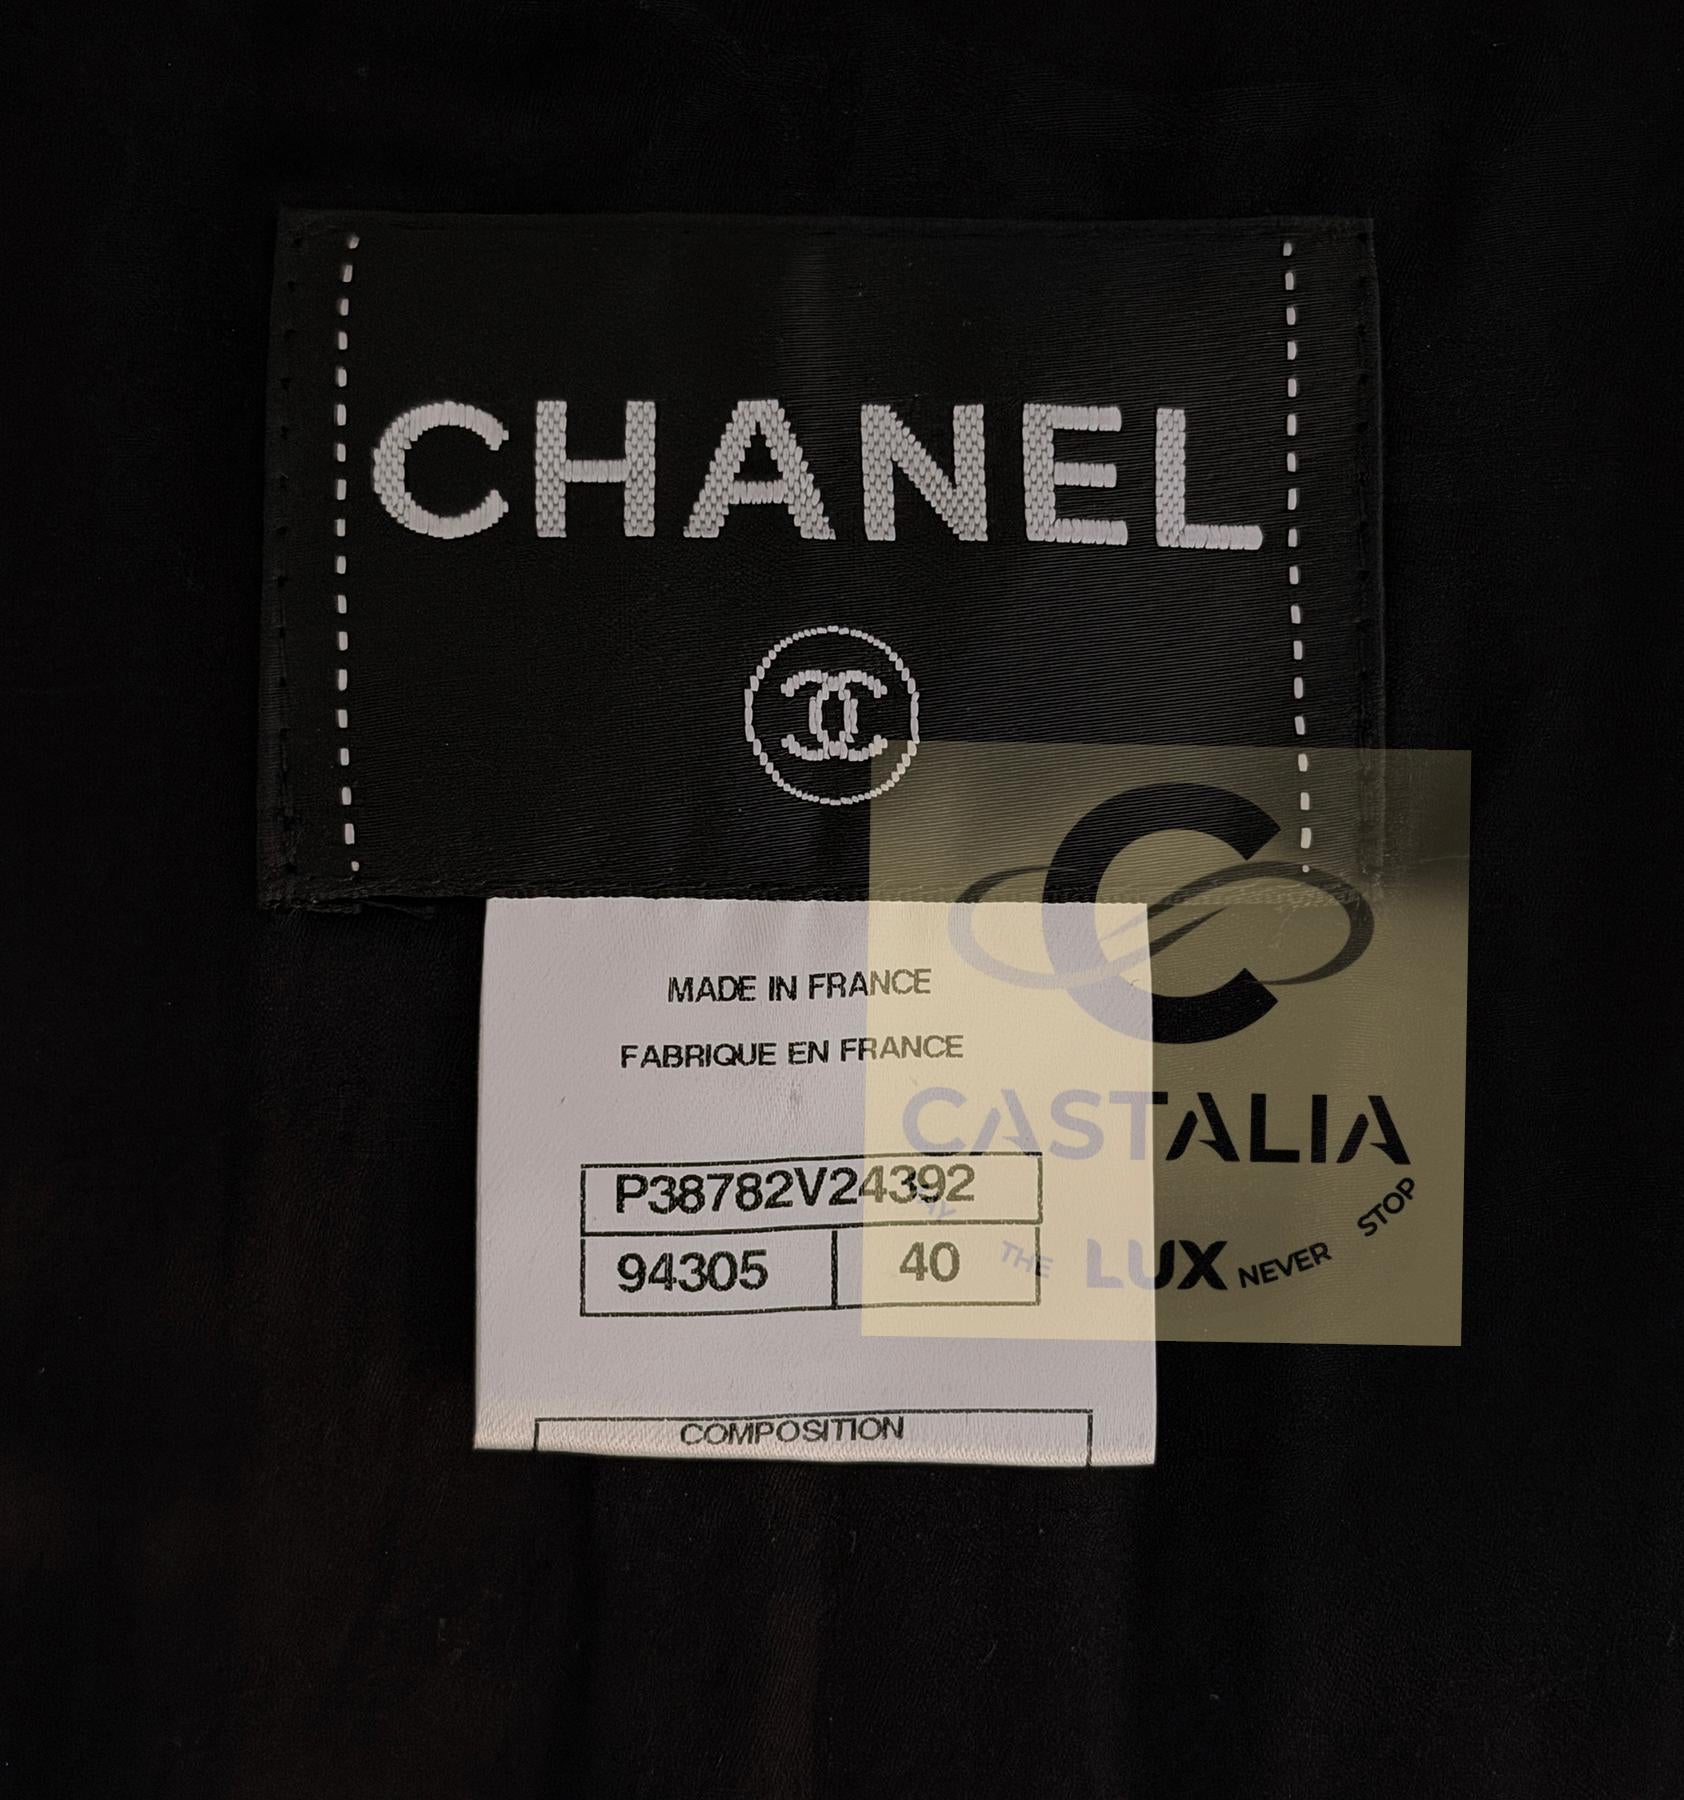 CHANEL
MADE IN FRANCE
FABRIQUE EN FRANCE
CASTALIA
P38782V24392
94305 40
THE LUX NEVER STOP
COMPOSITION